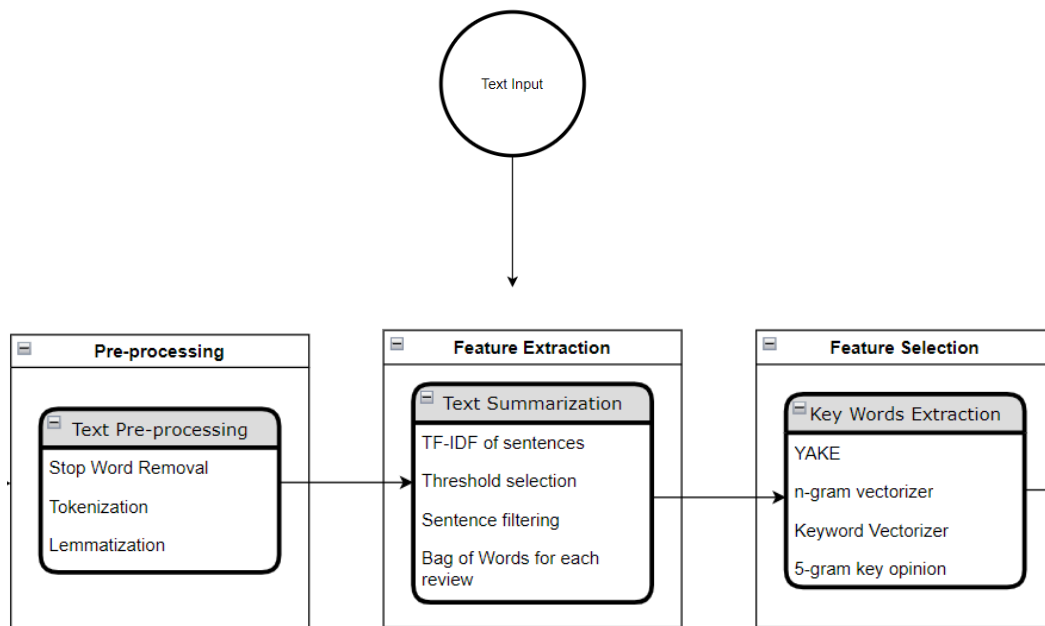 Text Input
Pre-processing
Text Pre-processing
Stop Word Removal
Tokenization
Lemmatization
Feature Extraction
Text Summarization
TF-IDF of sentences
Threshold selection
Sentence filtering
Bag of Words for each
review
Feature Selection
Key Words Extraction
YAKE
n-gram vectorizer
Keyword Vectorizer
5-gram key opinion